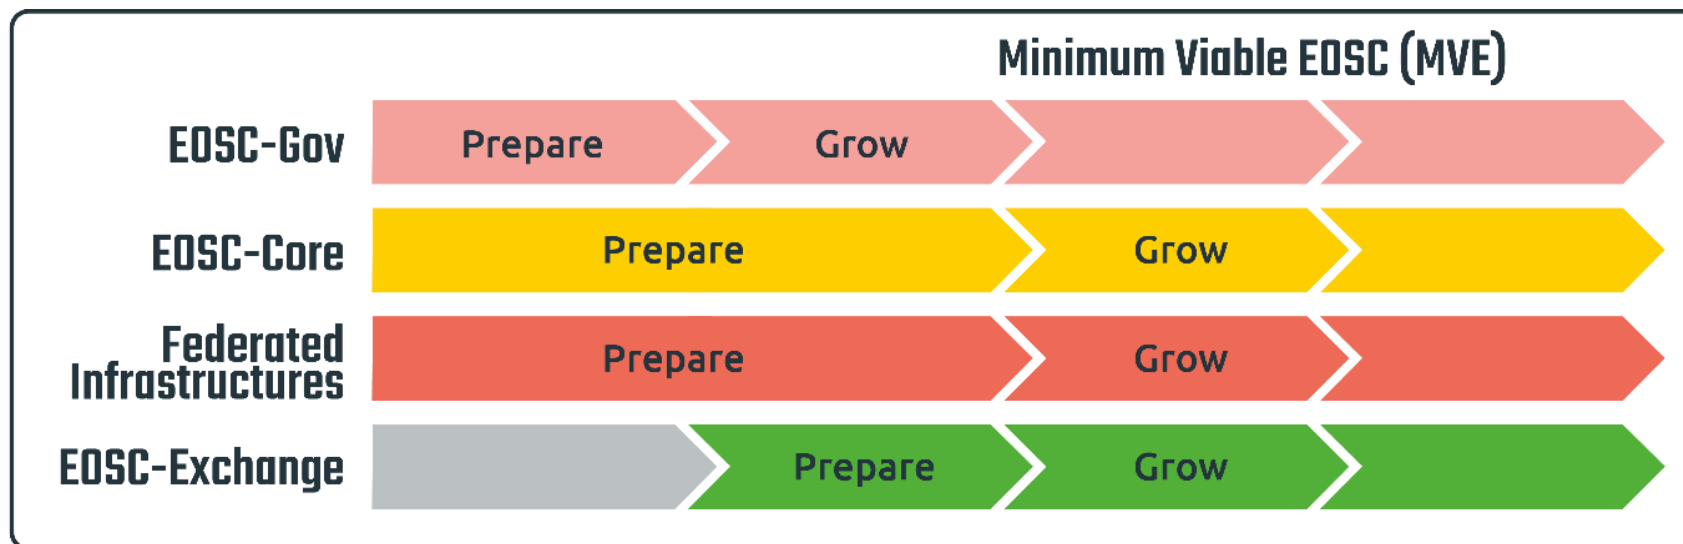 Minimum Viable EOSC (MVE)
EOSC-Gov
Prepare
Grow
EOSC-Core
Prepare
Grow
Federated
Infrastructures
Prepare
Grow
EOSC-Exchange
Prepare
Grow